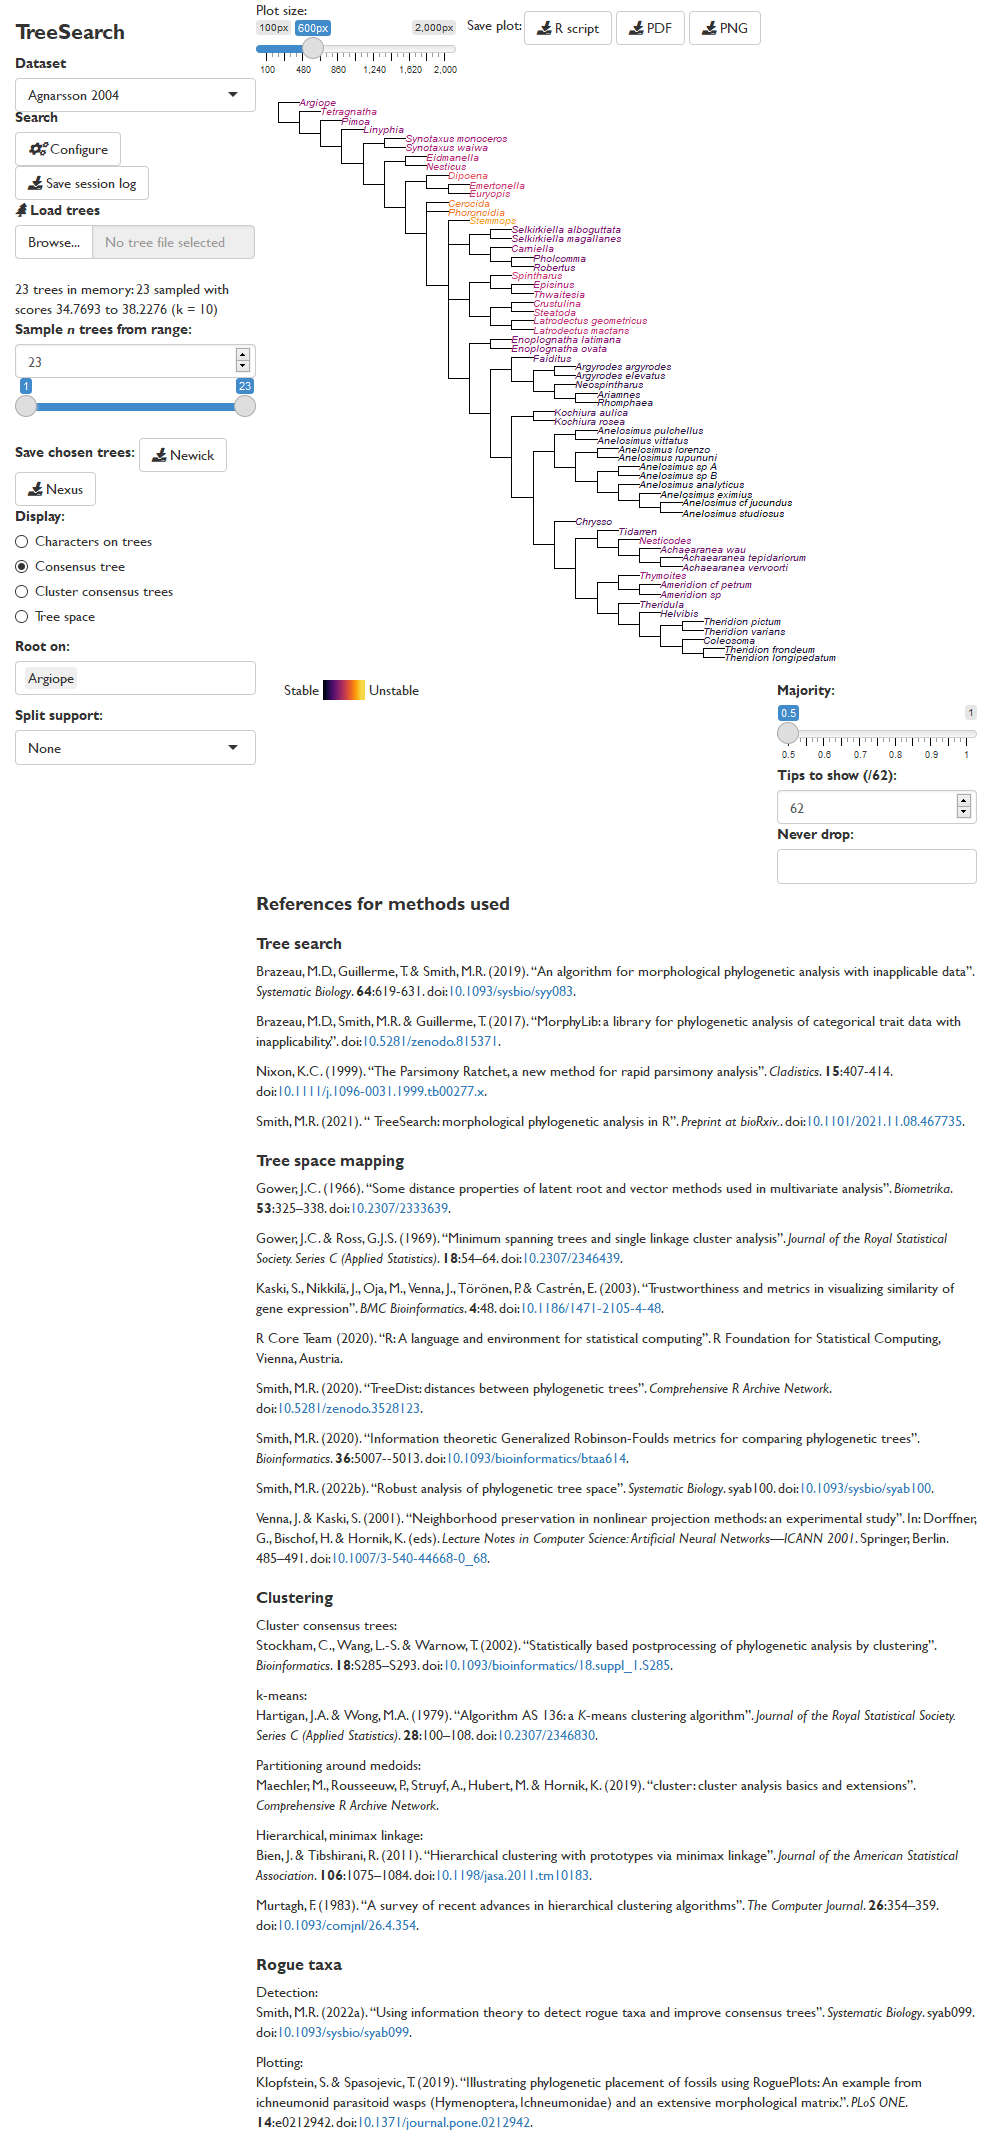 TreeSearch
Dataset
Agnarsson 2004
Search
Configure
Save session log
Load trees
Browse... No tree file selected
23 trees in memory: 23 sampled with
scores 34.7693 to 38.2276 (k = 10)
Sample n trees from range:
23
1 23
Save chosen trees: Newick
Nexus
Display:
Characters on trees
Consensus tree
Cluster consensus trees
Tree space
Root on:
Argiope
Split support:
None
Plot size:
100px 600px 2,000px
100 480 860 1,240 1,620 2,000
Save plot: R script PDF PNG
Argiope
Tetragnatha
Pimoa
Linyphia
Synotaxus monoceros
Synotaxus waiwa
Eidmanella
Nesticus
Dipoena
Emertonella
Euryopis
Cerocida
Phoroncidia
Stemmops
Selkirkiella alboguttata
Selkirkiella magallanes
Carniella
Pholcomma
Robertus
Spintharus
Episinus
Thwaitesia
Crustulina
Steatoda
Latrodectus geometricus
Latrodectus mactans
Enoplognatha latimana
Enoplognatha ovata
Faiditus
Argyrodes argyrodes
Argyrodes elevatus
Neospintharus
Ariamnes
Rhomphaea
Kochiura aulica
Kochiura rosea
Anelosimus pulchellus
Anelosimus vittatus
Anelosimus lorenzo
Anelosimus rupununi
Anelosimus sp A
Anelosimus sp B
Anelosimus analyticus
Anelosimus eximius
Anelosimus cf jucundus
Anelosimus studiosus
Chrysso
Tidarren
Nesticodes
Achaearanea wau
Achaearanea tepidariorum
Achaearanea vervoorti
Thymoites
Ameridion cf petrum
Ameridion sp
Theridula
Helvibis
Theridion pictum
Theridion varians
Coleosoma
Theridion frondeum
Theridion longipedatum
Stable Unstable
Majority:
0.5 1
0.5 0.6 0.7 0.8 0.9 1
Tips to show (/62):
62
Never drop:
References for methods used
Tree search
Brazeau, M.D., Guillerme, T. & Smith, M.R. (2019). “An algorithm for morphological phylogenetic analysis with inapplicable data”.
Systematic Biology. 64:619-631. doi:10.1093/sysbio/syy083.
Brazeau, M.D., Smith, M.R. & Guillerme, T. (2017). “MorphyLib: a library for phylogenetic analysis of categorical trait data with
inapplicability.”. doi:10.5281/zenodo.815371.
Nixon, K.C. (1999). “The Parsimony Ratchet, a new method for rapid parsimony analysis”. Cladistics. 15:407-414.
doi:10.1111/j.1096-0031.1999.tb00277.x.
Smith, M.R. (2021). “ TreeSearch: morphological phylogenetic analysis in R”. Preprint at bioRxiv.. doi:10.1101/2021.11.08.467735.
Tree space mapping
Gower, J.C. (1966). “Some distance properties of latent root and vector methods used in multivariate analysis”. Biometrika.
53:325–338. doi:10.2307/2333639.
Gower, J.C. & Ross, G.J.S. (1969). “Minimum spanning trees and single linkage cluster analysis”. Journal of the Royal Statistical
Society. Series C (Applied Statistics). 18:54–64. doi:10.2307/2346439.
Kaski, S., Nikkilä, J., Oja, M., Venna, J., Törönen, P. & Castrén, E. (2003). “Trustworthiness and metrics in visualizing similarity of
gene expression”. BMC Bioinformatics. 4:48. doi:10.1186/1471-2105-4-48.
R Core Team (2020). “R: A language and environment for statistical computing”. R Foundation for Statistical Computing,
Vienna, Austria.
Smith, M.R. (2020). “TreeDist: distances between phylogenetic trees”. Comprehensive R Archive Network.
doi:10.5281/zenodo.3528123.
Smith, M.R. (2020). “Information theoretic Generalized Robinson-Foulds metrics for comparing phylogenetic trees”.
Bioinformatics. 36:5007--5013. doi:10.1093/bioinformatics/btaa614.
Smith, M.R. (2022b). “Robust analysis of phylogenetic tree space”. Systematic Biology. syab100. doi:10.1093/sysbio/syab100.
Venna, J. & Kaski, S. (2001). “Neighborhood preservation in nonlinear projection methods: an experimental study”. In: Dorffner,
G., Bischof, H. & Hornik, K. (eds). Lecture Notes in Computer Science: Artificial Neural Networks—ICANN 2001. Springer, Berlin.
485–491. doi:10.1007/3-540-44668-0_68.
Clustering
Cluster consensus trees:
Stockham, C., Wang, L.-S. & Warnow, T. (2002). “Statistically based postprocessing of phylogenetic analysis by clustering”.
Bioinformatics. 18:S285–S293. doi:10.1093/bioinformatics/18.suppl_1.S285.
k-means:
Hartigan, J.A. & Wong, M.A. (1979). “Algorithm AS 136: a K-means clustering algorithm”. Journal of the Royal Statistical Society.
Series C (Applied Statistics). 28:100–108. doi:10.2307/2346830.
Partitioning around medoids:
Maechler, M., Rousseeuw, P., Struyf, A., Hubert, M. & Hornik, K. (2019). “cluster: cluster analysis basics and extensions”.
Comprehensive R Archive Network.
Hierarchical, minimax linkage:
Bien, J. & Tibshirani, R. (2011). “Hierarchical clustering with prototypes via minimax linkage”. Journal of the American Statistical
Association. 106:1075–1084. doi:10.1198/jasa.2011.tm10183.
Murtagh, F. (1983). “A survey of recent advances in hierarchical clustering algorithms”. The Computer Journal. 26:354–359.
doi:10.1093/comjnl/26.4.354.
Rogue taxa
Detection:
Smith, M.R. (2022a). “Using information theory to detect rogue taxa and improve consensus trees”. Systematic Biology. syab099.
doi:10.1093/sysbio/syab099.
Plotting:
Klopfstein, S. & Spasojevic, T. (2019). “Illustrating phylogenetic placement of fossils using RoguePlots: An example from
ichneumonid parasitoid wasps (Hymenoptera, Ichneumonidae) and an extensive morphological matrix.”. PLoS ONE.
14:e0212942. doi:10.1371/journal.pone.0212942.